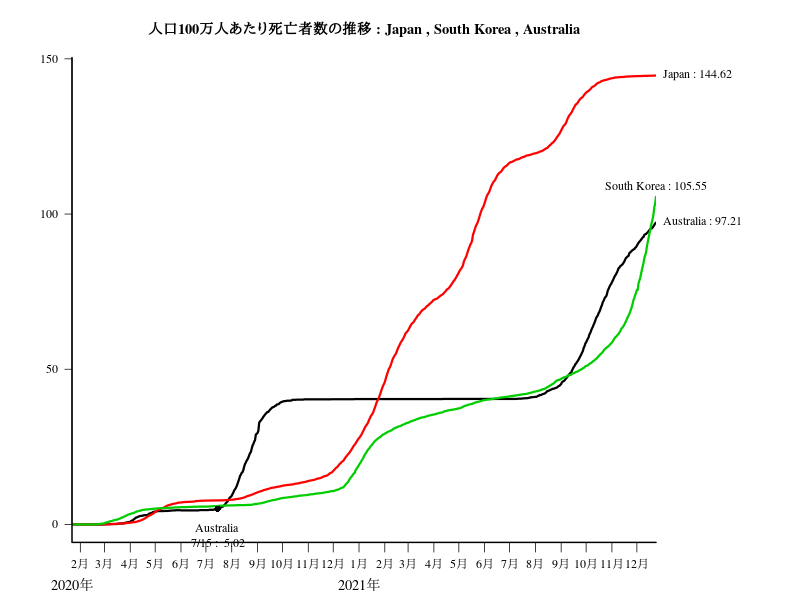 人口100万人あたり死亡者数の推移 : Japan , South Korea , Australia
150
Japan : 144.62
South Korea : 105.55
100
Australia : 97.21
50
0
Australia
7/15 : 5.02
2月 3月 4月 5月 6月 7月 8月 9月 10月 11月 12月 2月 3月 4月 5月 6月 7月 8月 9月 10月 11月 12月
2020年 2021年